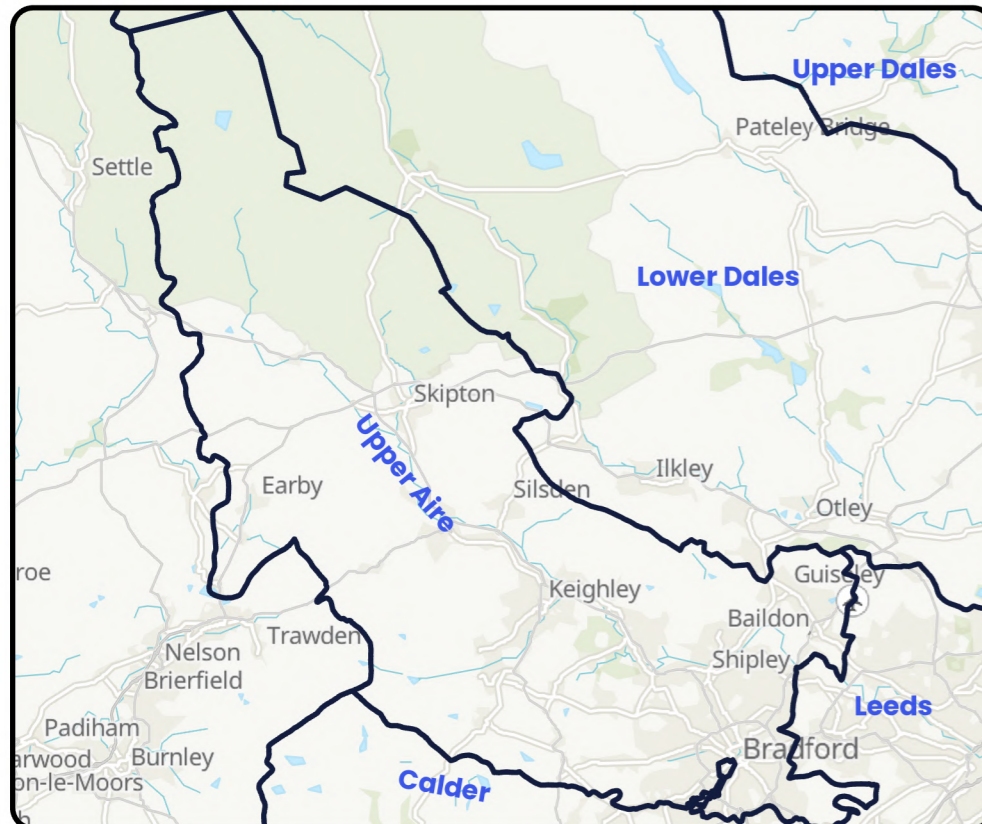 Upper Dales
Pateley Bridge
Settle
Lower Dales
Skipton
Upper Aire
Ilkley
Earby
Silsden
Otley
roe
Guiseley
Keighley
Baildon
Trawden
Nelson
Shipley
Brierfield
Leeds
Padiham
Bradford
arwood
Burnley
on-le-Moors
Calder
h